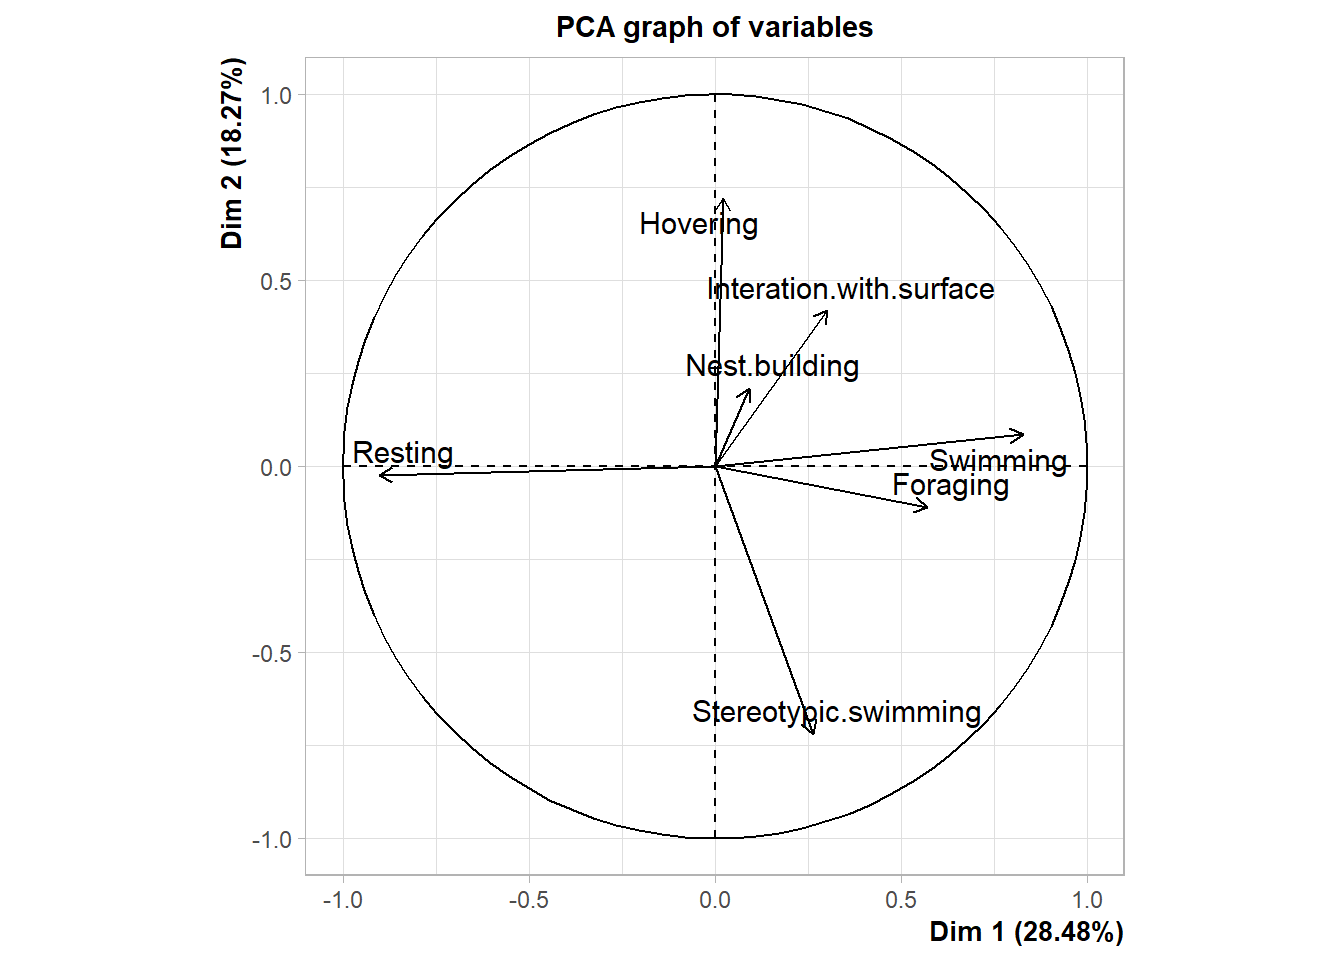 PCA graph of variables
Dim 2 (18.27%)
1.0
0.5
0.0
-0.5
-1.0
Hovering
Interation.with.surface
Nest.building
Resting
Swimming
Foraging
Stereotypic.swimming
-1.0
-0.5
0.0
0.5
1.0
Dim 1 (28.48%)